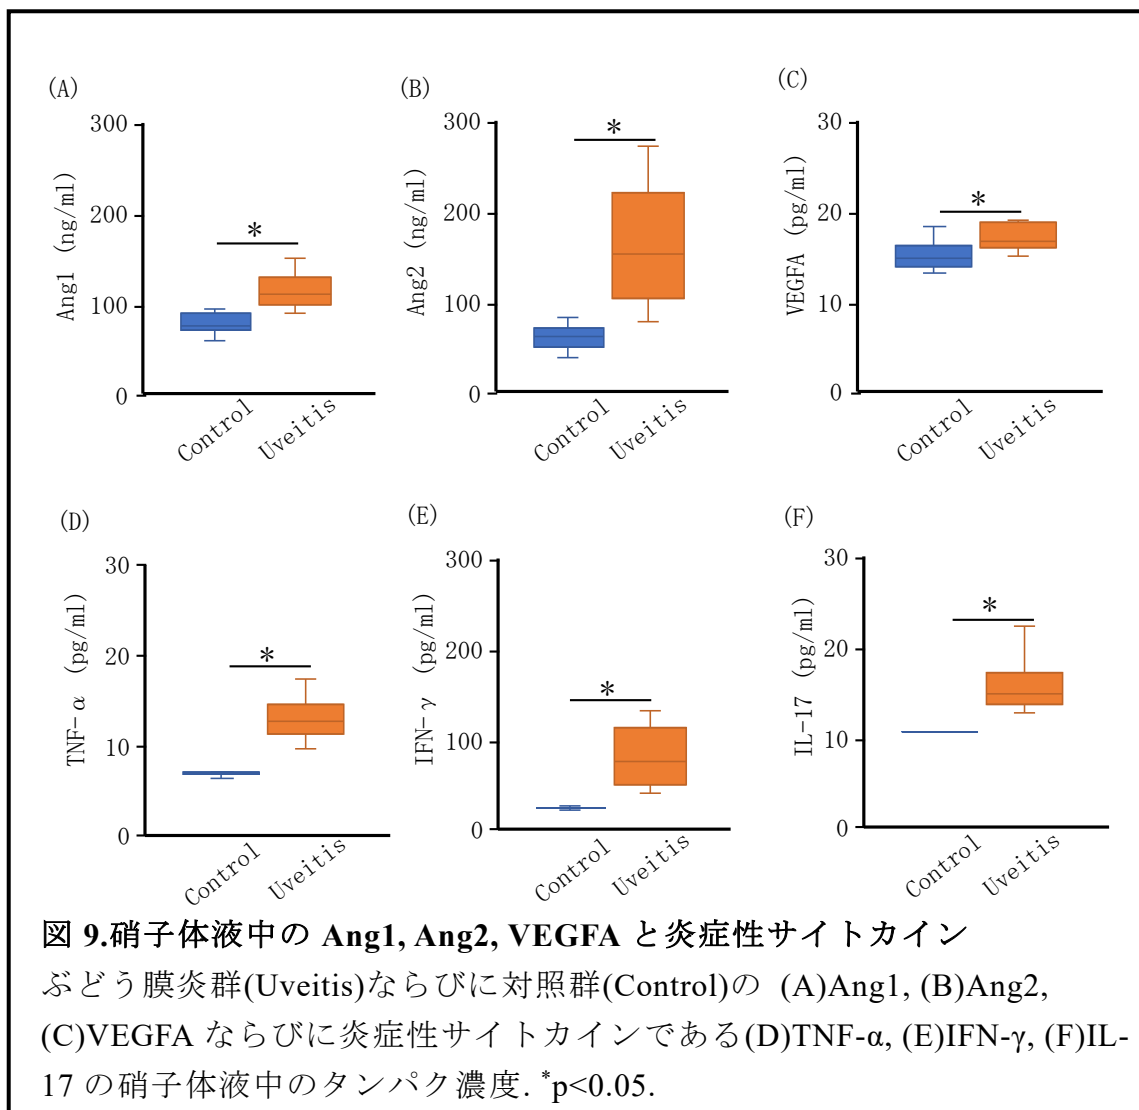 (A)
300
200
100
0
Ang1 (ng/ml)
*
Control
Uveitis
(B)
300
200
100
0
Ang2 (ng/ml)
*
Control
Uveitis
(C)
30
20
10
0
VEGFA (pg/ml)
*
Control
Uveitis
(D)
30
20
10
0
TNF-α (pg/ml)
*
Control
Uveitis
(E)
300
200
100
0
IFN-γ (pg/ml)
*
Control
Uveitis
(F)
30
20
10
0
IL-17 (pg/ml)
*
Control
Uveitis
図 9.硝子体液中の Ang1, Ang2, VEGFA と炎症性サイトカイン
ぶどう膜炎群(Uveitis)ならびに対照群(Control)の (A)Ang1, (B)Ang2,
(C)VEGFA ならびに炎症性サイトカインである(D)TNF-α, (E)IFN-γ, (F)IL-
17 の硝子体液中のタンパク濃度. *p<0.05.